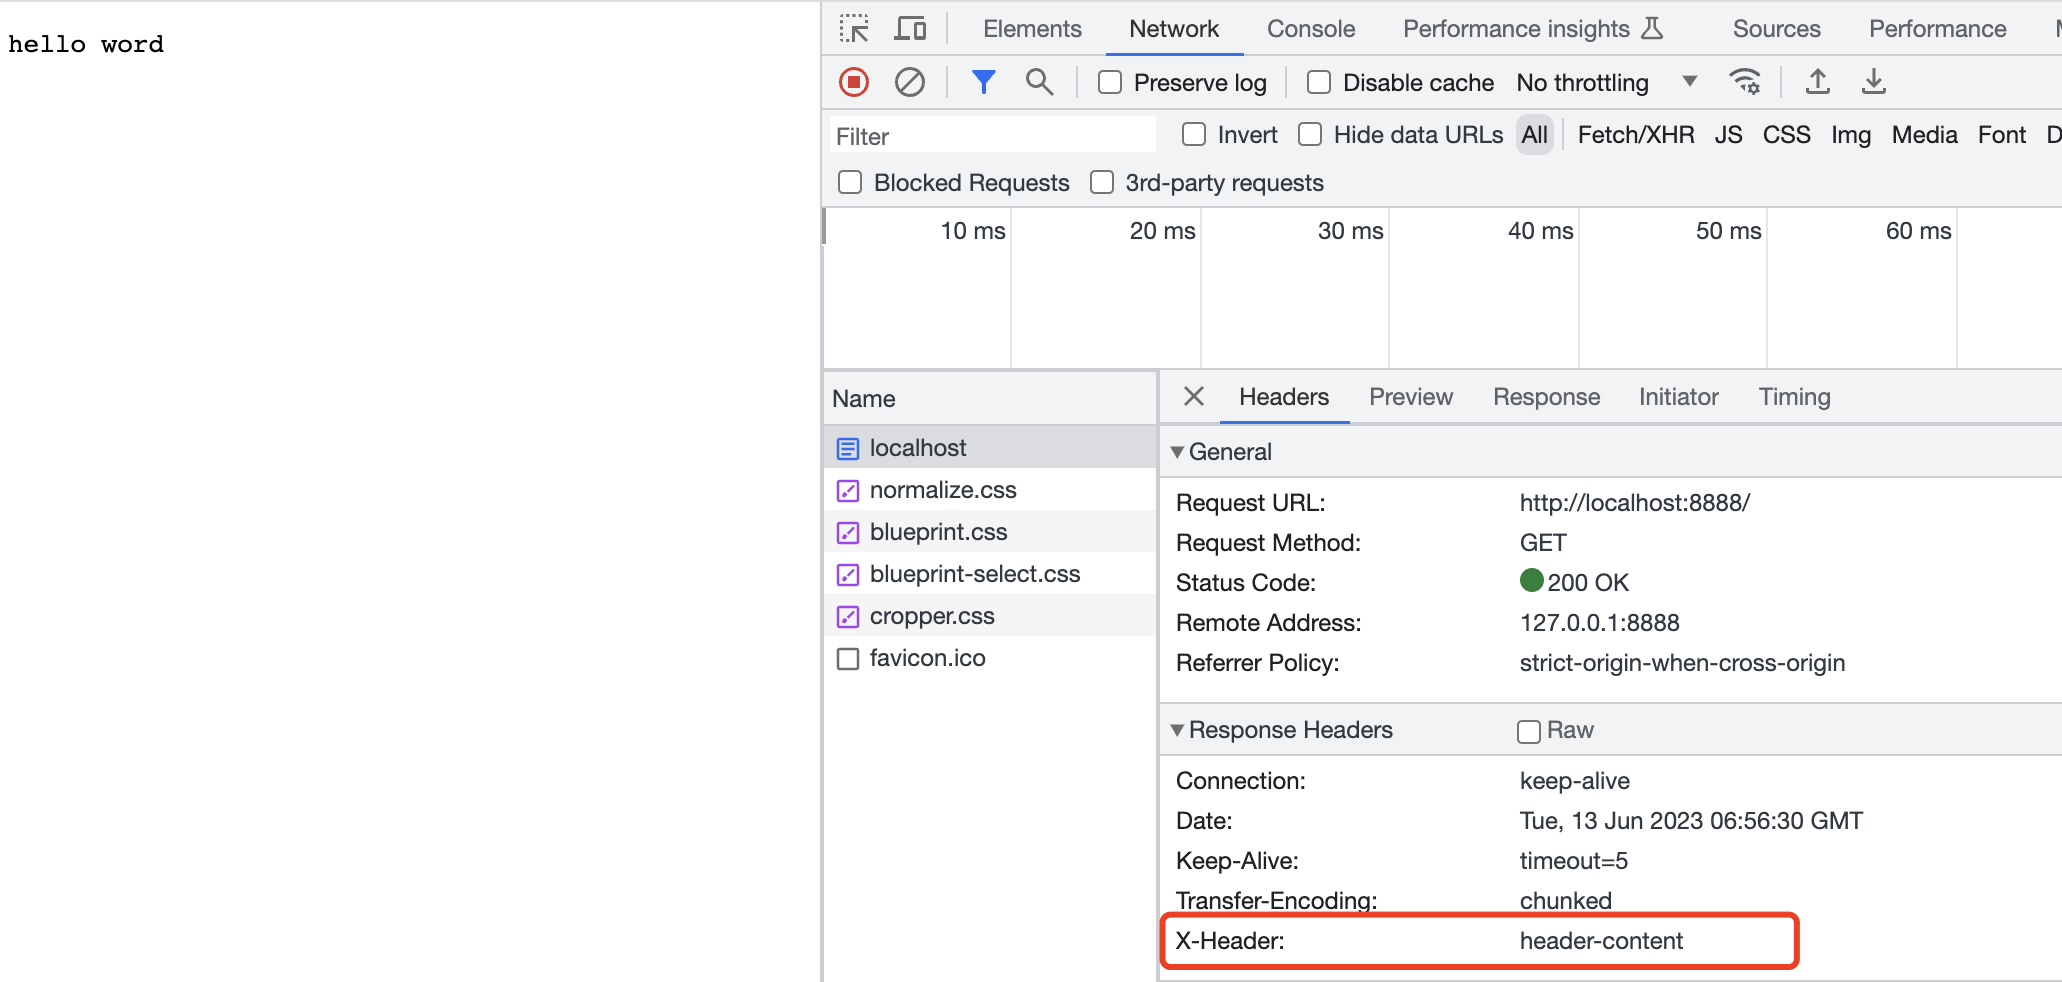 hello word
Elements Network Console Performance insights Sources Performance
Preserve log Disable cache No throttling
Filter Invert Hide data URLs All Fetch/XHR JS CSS Img Media Font
Blocked Requests 3rd-party requests
10 ms 20 ms 30 ms 40 ms 50 ms 60 ms
Name
localhost
normalize.css
blueprint.css
blueprint-select.css
cropper.css
favicon.ico
Headers Preview Response Initiator Timing
General
Request URL: http://localhost:8888/
Request Method: GET
Status Code: 200 OK
Remote Address: 127.0.0.1:8888
Referrer Policy: strict-origin-when-cross-origin
Response Headers Raw
Connection: keep-alive
Date: Tue, 13 Jun 2023 06:56:30 GMT
Keep-Alive: timeout=5
Transfer-Encoding: chunked
X-Header: header-content